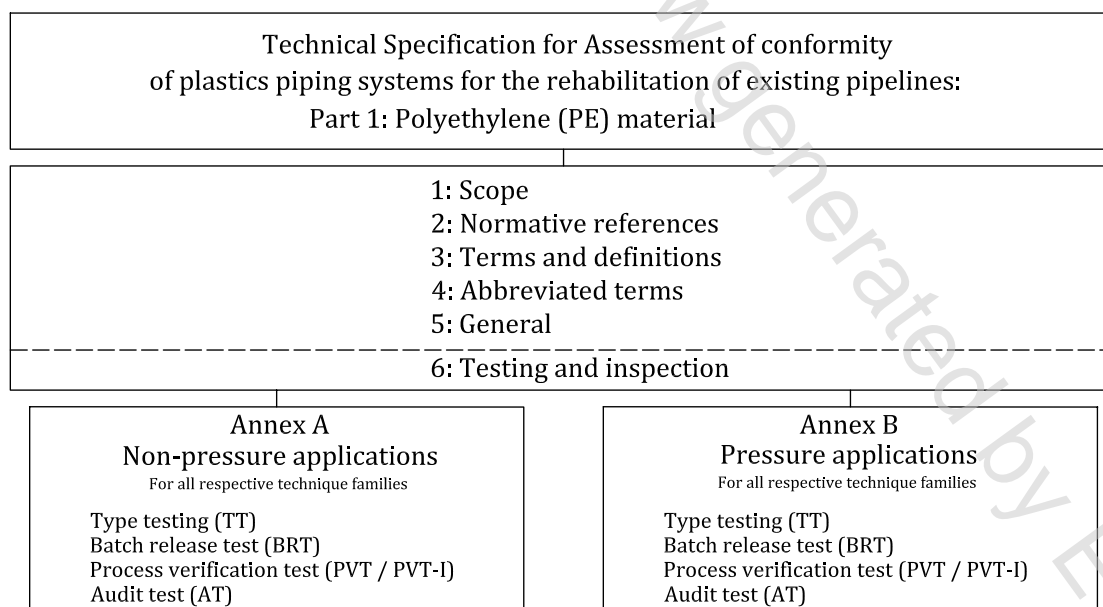 Technical Specification for Assessment of conformity
of plastics piping systems for the rehabilitation of existing pipelines:
Part 1: Polyethylene (PE) material
1: Scope
2: Normative references
3: Terms and definitions
4: Abbreviated terms
5: General
6: Testing and inspection
Annex A
Non-pressure applications
For all respective technique families
Type testing (TT)
Batch release test (BRT)
Process verification test (PVT / PVT-I)
Audit test (AT)
Annex B
Pressure applications
For all respective technique families
Type testing (TT)
Batch release test (BRT)
Process verification test (PVT / PVT-I)
Audit test (AT)
generated by